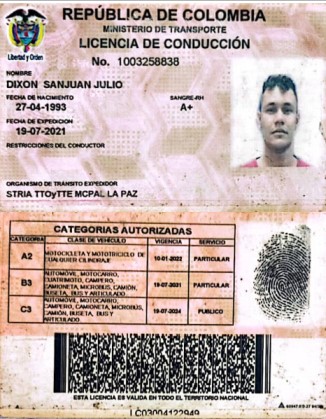 REPÚBLICA DE COLOMBIA
MINISTERIO DE TRANSPORTE
LICENCIA DE CONDUCCIÓN
Libertad y Orden
No. 1003258838
NOMBRE
DIXON SANJUAN JULIO
FECHA DE NACIMIENTO SANGRE-RH
27-04-1993 A+
FECHA DE EXPEDICION
19-07-2021
RESTRICCIONES DEL CONDUCTOR
ORGANISMO DE TRÁNSITO EXPEDIDOR
STRIA TTOyTTE MCPAL LA PAZ
CATEGORIAS AUTORIZADAS
CATEGORIA CLASE DE VEHÍCULO VIGENCIA SERVICIO
A2 MOTOCICLETA Y MOTOTRICICLO DE CUALQUIER CILINDRAJE 10-01-2022 PARTICULAR
B3 AUTOMÓVIL, MOTOCARRO, CUATRIMOTO, CAMPERO, CAMIONETA, MICROBUS, CAMIÓN, BUSETA, BUS Y ARTICULADO 19-07-2031 PARTICULAR
C3 AUTOMÓVIL, MOTOCARRO, CAMPERO, CAMIONETA, MICROBUS, CAMIÓN, BUSETA, BUS Y ARTICULADO 19-07-2024 PUBLICO
ESTA LICENCIA ES VALIDA EN TODO EL TERRITORIO NACIONAL
LC03004122949